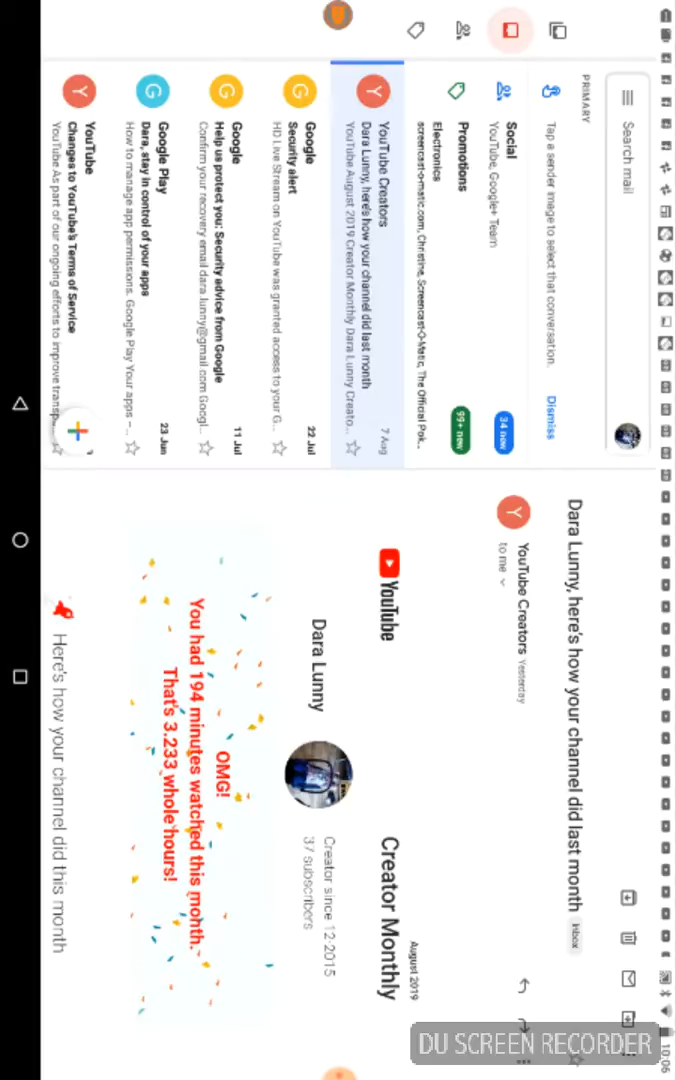 10:06
Search mail
PRIMARY
Tap a sender image to select that conversation.
Dismiss
Social
YouTube, Google+ Team
34 new
Promotions
99+ new
Electronics
screencast-o-matic.com, Christine, Screencast-O-Matic, The Official Pok...
YouTube Creators
7 Aug
Dara Lunny, here's how your channel did last month
YouTube August 2019 Creator Monthly Dara Lunny Creato...
Google
22 Jul
Security alert
HD Live Stream on YouTube was granted access to your G...
Google
11 Jul
Help us protect you: Security advice from Google
Confirm your recovery email dara.lunny@gmail.com Googl...
Google Play
23 Jun
Dara, stay in control of your apps
How to manage app permissions. Google Play Your apps –...
YouTube
Changes to YouTube's Terms of Service
YouTube As part of our ongoing efforts to improve transp
Dara Lunny, here's how your channel did last month
Inbox
YouTube Creators Yesterday
to me
August 2019
YouTube
Creator Monthly
Dara Lunny
Creator since 12-2015
37 subscribers
OMG!
You had 194 minutes watched this month.
That's 3.233 whole hours!
Here's how your channel did this month
DU SCREEN RECORDER